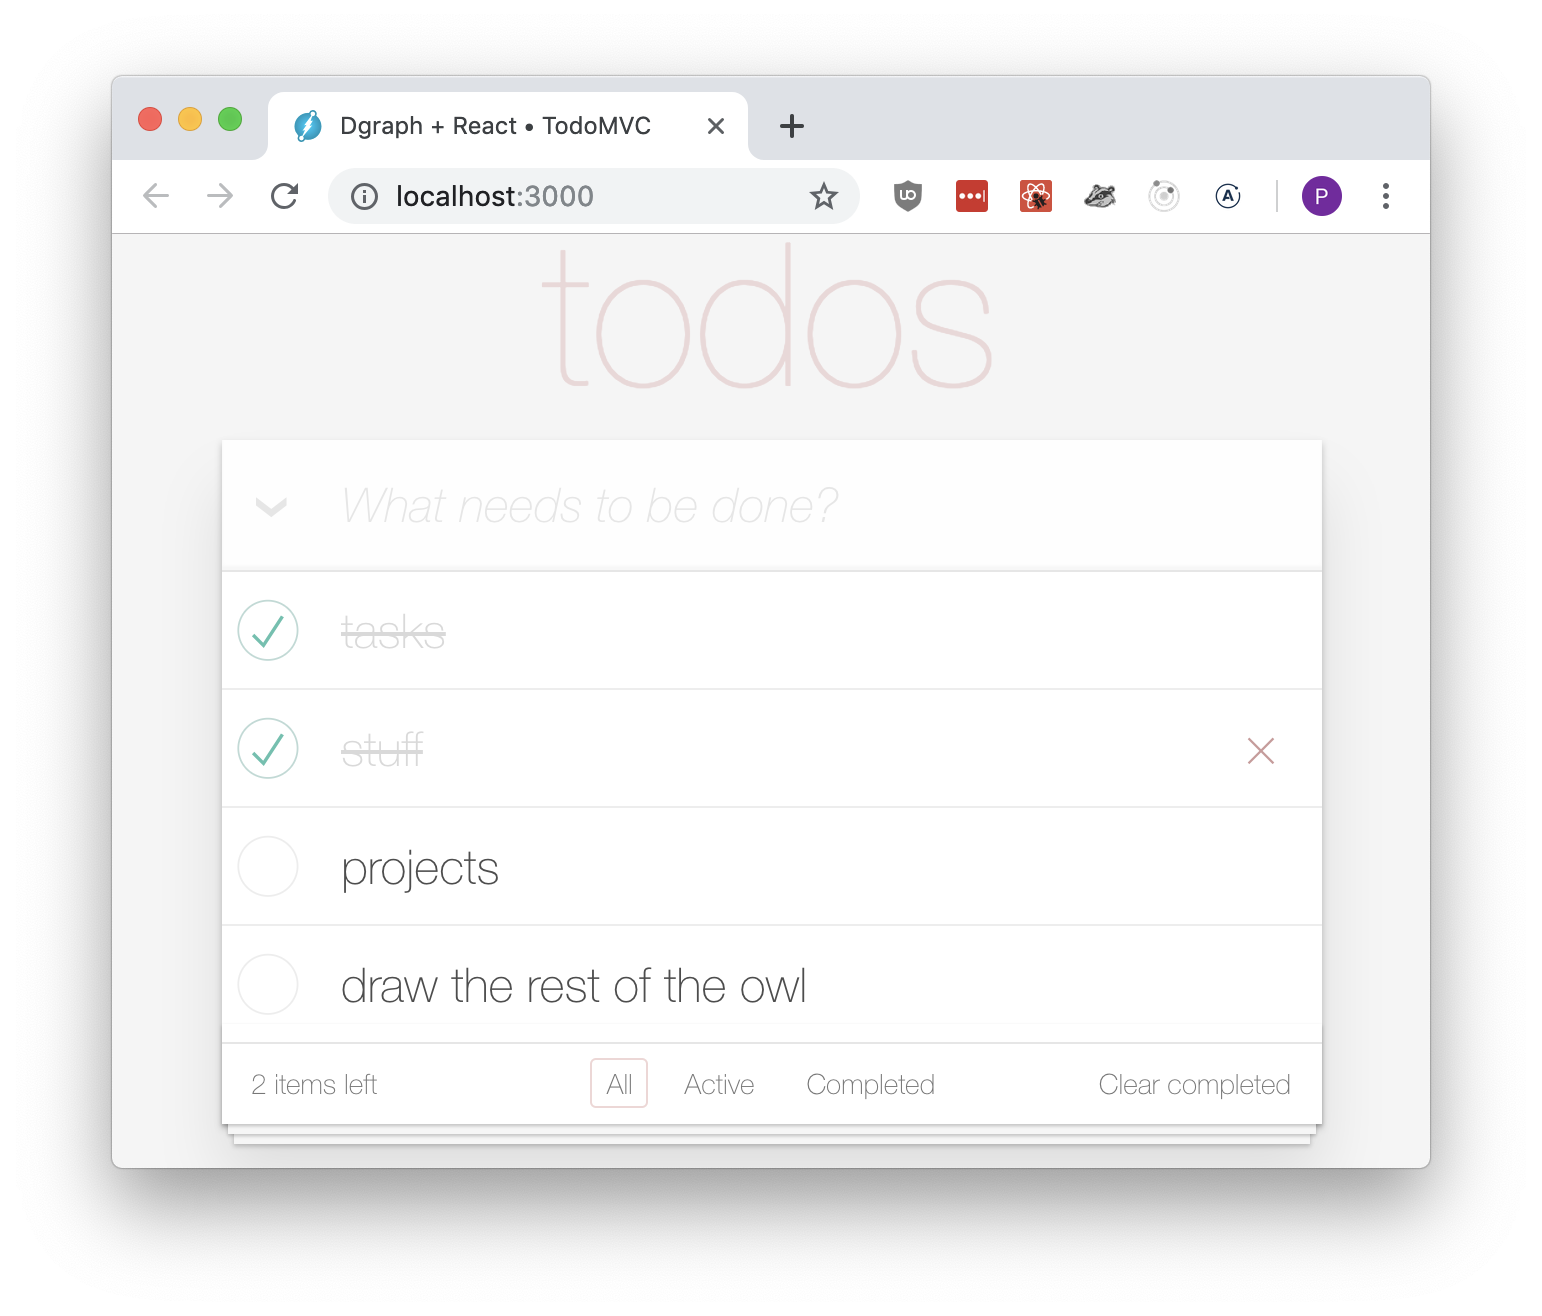 Dgraph + React • TodoMVC
localhost:3000
P
todos
What needs to be done?
tasks
stuff
projects
draw the rest of the owl
2 items left All Active Completed Clear completed